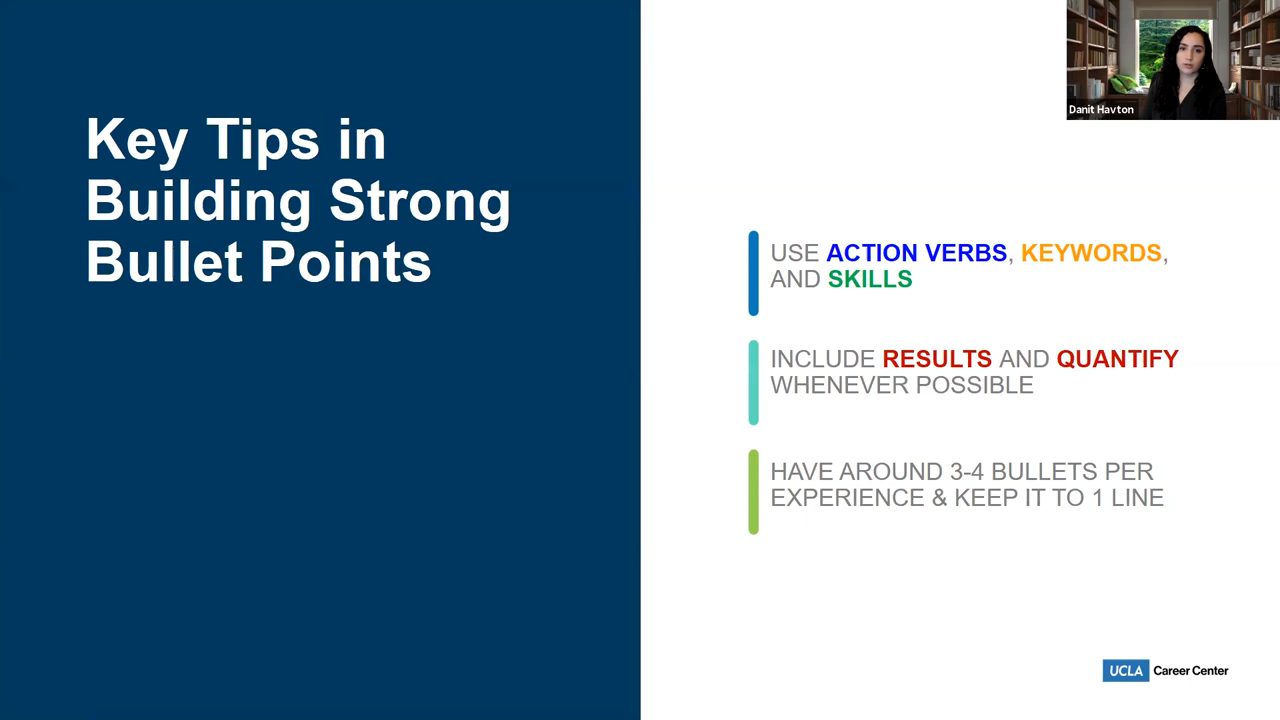 Danit Havton
Key Tips in
Building Strong
Bullet Points
USE ACTION VERBS, KEYWORDS,
AND SKILLS
INCLUDE RESULTS AND QUANTIFY
WHENEVER POSSIBLE
HAVE AROUND 3-4 BULLETS PER
EXPERIENCE & KEEP IT TO 1 LINE
UCLA Career Center